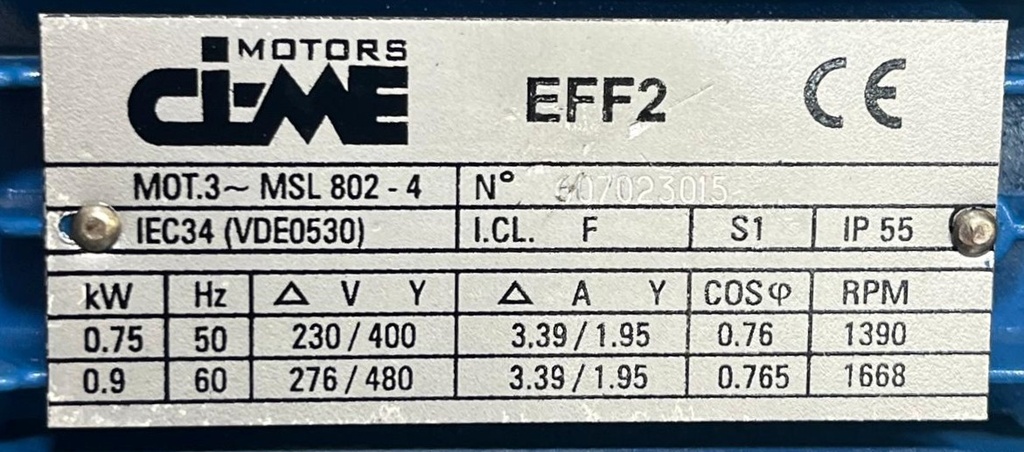 MOTORS
CI-ME
EFF2
CE
MOT.3~ MSL 802 - 4 N° 607023015
IEC34 (VDE0530) I.CL. F S1 IP 55
kW Hz Δ V Y Δ A Y COSφ RPM
0.75 50 230 / 400 3.39 / 1.95 0.76 1390
0.9 60 276 / 480 3.39 / 1.95 0.765 1668